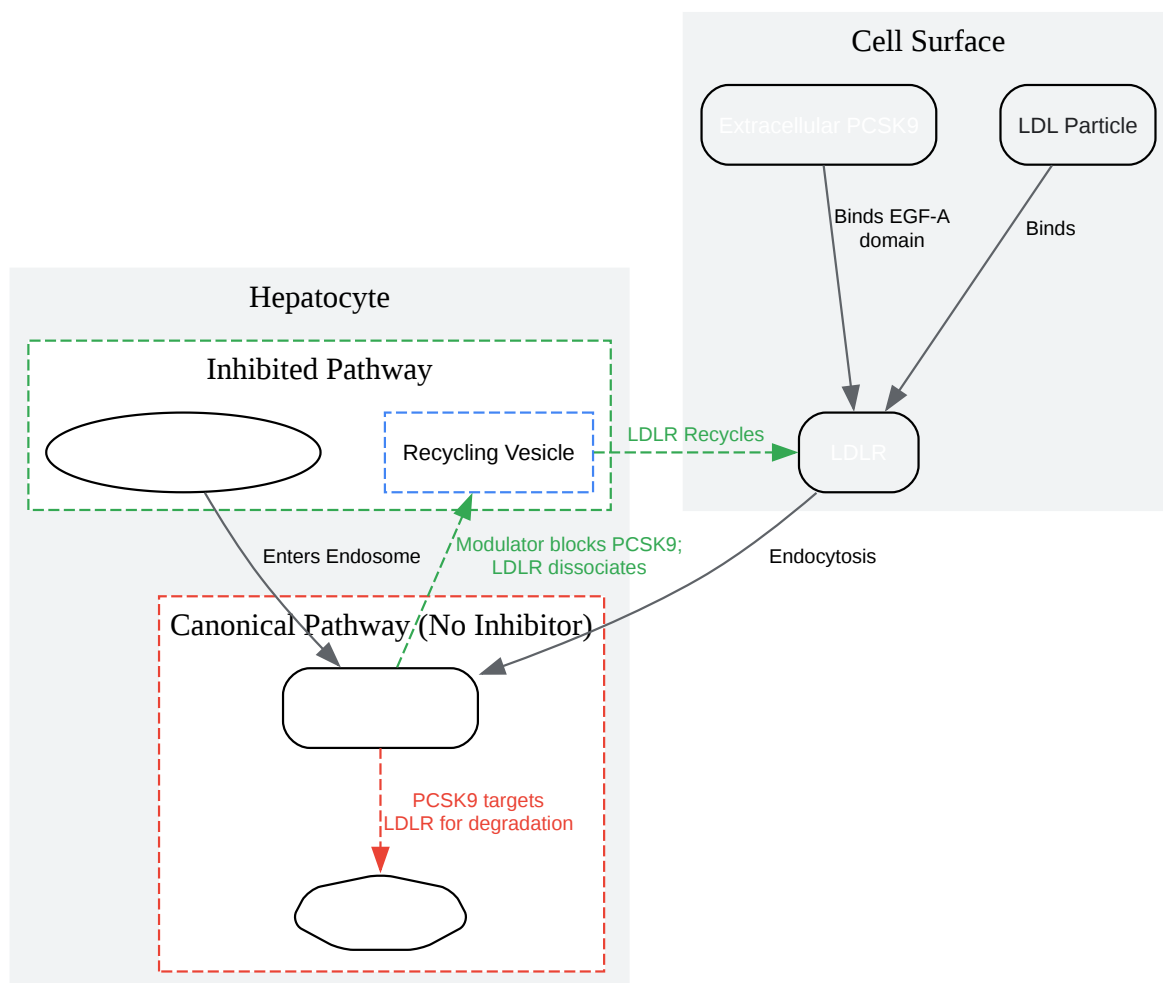 Cell Surface
Extracellular PCSK9
LDL Particle
Binds EGF-A
domain
Binds
Hepatocyte
Inhibited Pathway
Recycling Vesicle
LDLR Recycles
LDLR
Enters Endosome
Modulator blocks PCSK9;
LDLR dissociates
Endocytosis
Canonical Pathway (No Inhibitor)
PCSK9 targets
LDLR for degradation